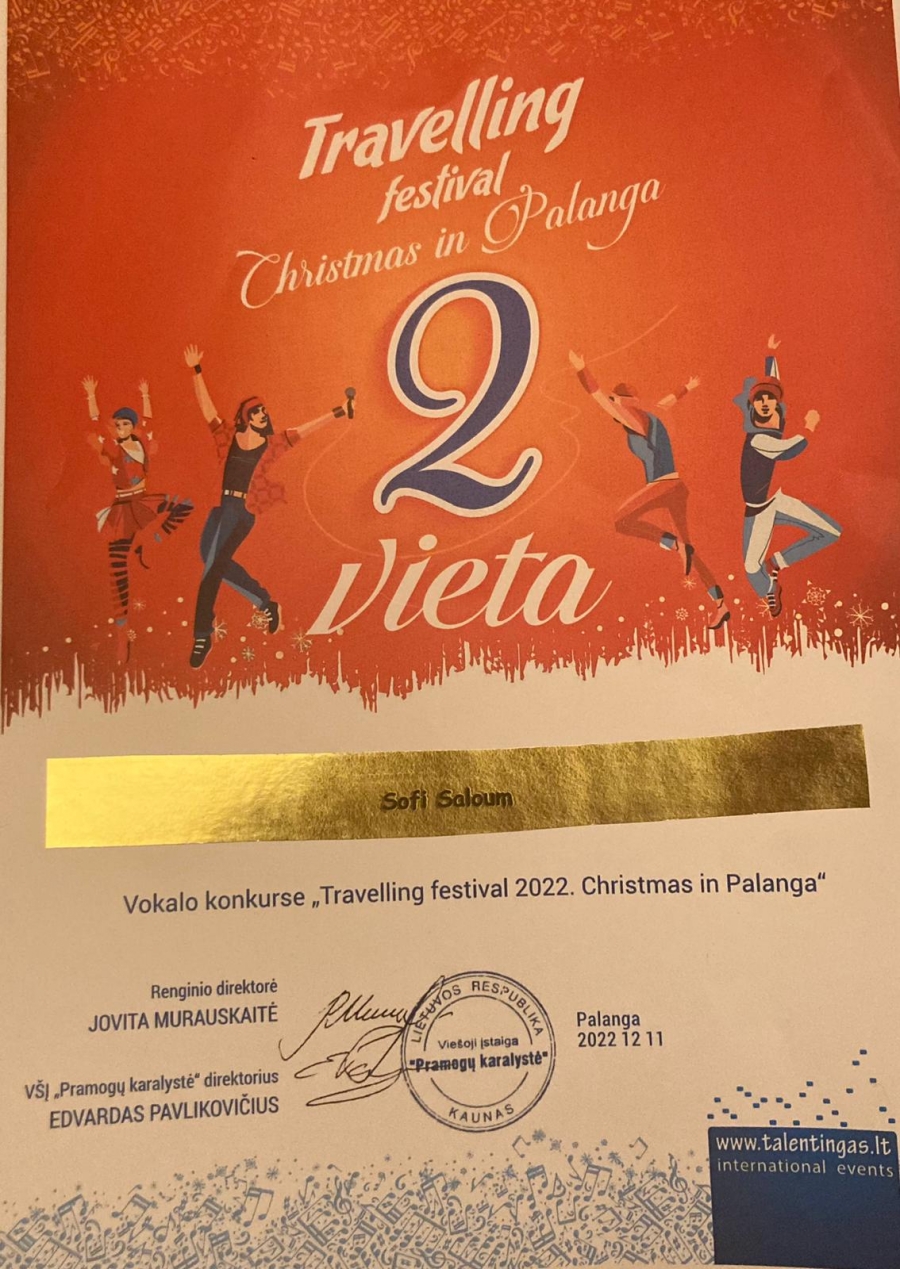 Travelling
festival
Christmas in Palanga
2
Vieta
Sofi Saloum
Vokalo konkurse „Travelling festival 2022. Christmas in Palanga“
Renginio direktorė
JOVITA MURAUSKAITĖ
VŠĮ „Pramogų karalystė“ direktorius
EDVARDAS PAVLIKOVIČIUS
LIETUVOS RESPUBLIKA
Viešoji įstaiga
"Pramogų karalystė"
KAUNAS
Palanga
2022 12 11
www.talentingas.lt
international events